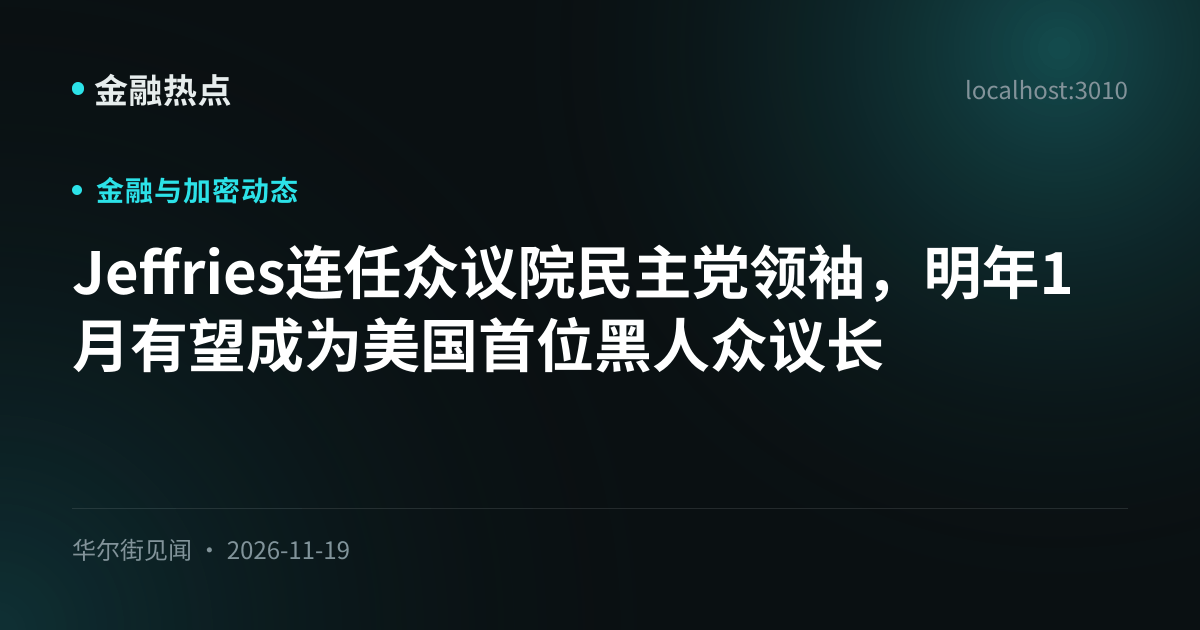 金融热点
localhost:3010
金融与加密动态
Jeffries连任众议院民主党领袖，明年1
月有望成为美国首位黑人众议长
华尔街见闻 · 2026-11-19